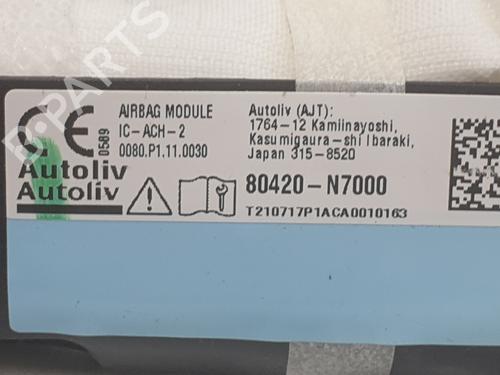 CE
0589
AIRBAG MODULE
IC-ACH-2
0080.P1.11.0030
Autoliv
Autoliv
Autoliv (AJT):
1764-12 Kamiinayoshi,
Kasumigaura-shi Ibaraki,
Japan 315-8520
80420-N7000
T210717P1ACA0010163
B-PARTS